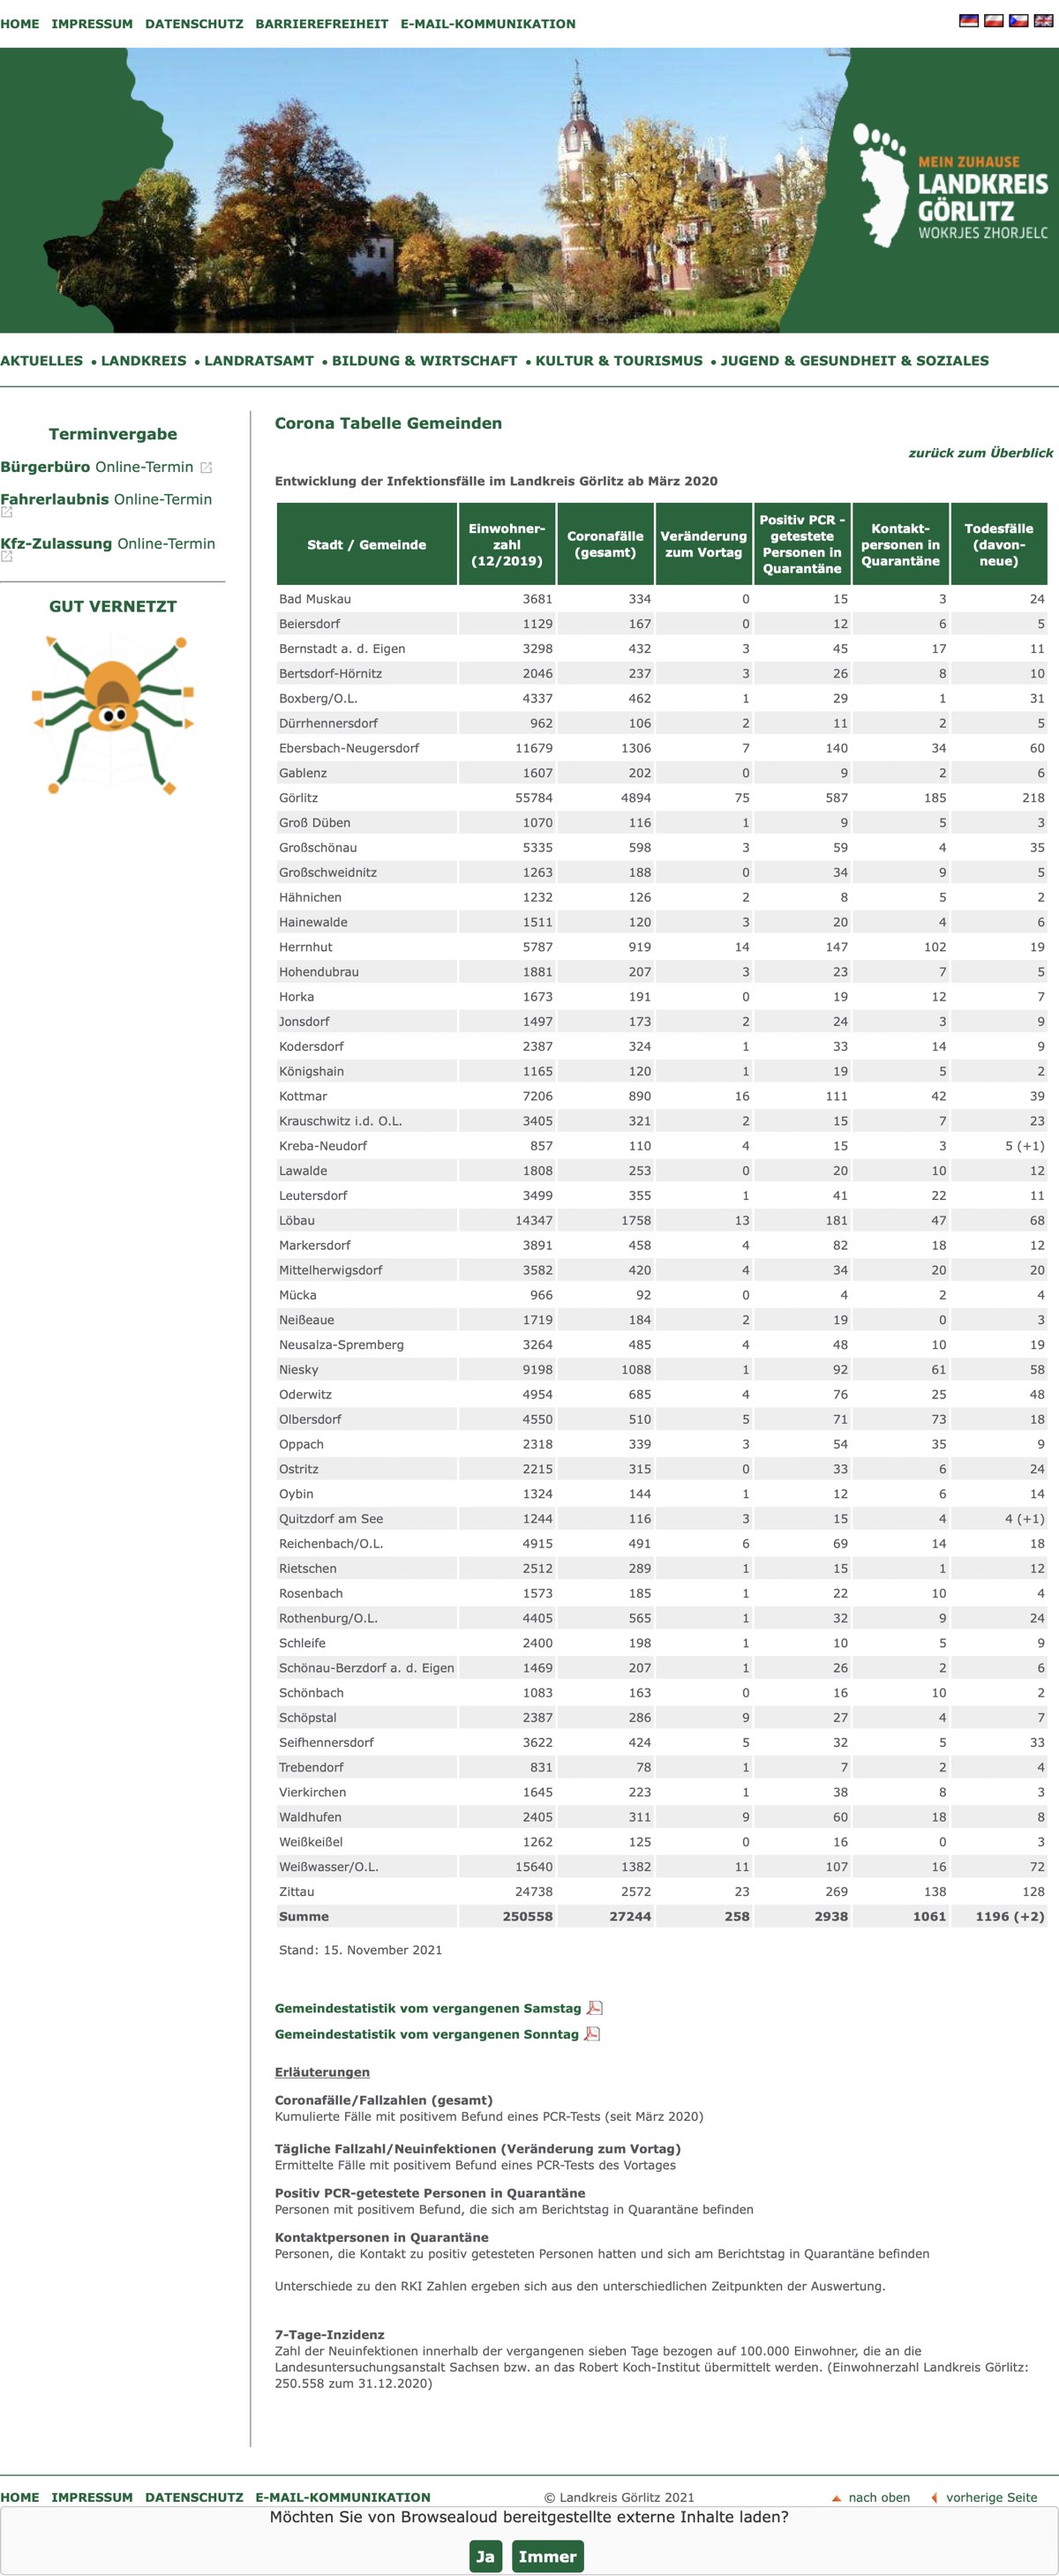 HOME IMPRESSUM DATENSCHUTZ BARRIEREFREIHEIT E-MAIL-KOMMUNIKATION
MEIN ZUHAUSE
LANDKREIS
GÖRLITZ
WOKRJES ZHORJELC
AKTUELLES • LANDKREIS • LANDRATSAMT • BILDUNG & WIRTSCHAFT • KULTUR & TOURISMUS • JUGEND & GESUNDHEIT & SOZIALES
Terminvergabe
Bürgerbüro Online-Termin
Fahrerlaubnis Online-Termin
Kfz-Zulassung Online-Termin
GUT VERNETZT
Corona Tabelle Gemeinden
zurück zum Überblick
Entwicklung der Infektionsfälle im Landkreis Görlitz ab März 2020
Stadt / Gemeinde
Einwohner-
zahl
(12/2019)
Coronafälle
(gesamt)
Veränderung
zum Vortag
Positiv PCR -
getestete
Personen in
Quarantäne
Kontakt-
personen in
Quarantäne
Todesfälle
(davon-
neue)
Bad Muskau 3681 334 0 15 3 24
Beiersdorf 1129 167 0 12 6 5
Bernstadt a. d. Eigen 3298 432 3 45 17 11
Bertsdorf-Hörnitz 2046 237 3 26 8 10
Boxberg/O.L. 4337 462 1 29 1 31
Dürrhennersdorf 962 106 2 11 2 5
Ebersbach-Neugersdorf 11679 1306 7 140 34 60
Gablenz 1607 202 0 9 2 6
Görlitz 55784 4894 75 587 185 218
Groß Düben 1070 116 1 9 5 3
Großschönau 5335 598 3 59 4 35
Großschweidnitz 1263 188 0 34 9 5
Hähnichen 1232 126 2 8 5 2
Hainewalde 1511 120 3 20 4 6
Herrnhut 5787 919 14 147 102 19
Hohendubrau 1881 207 3 23 7 5
Horka 1673 191 0 19 12 7
Jonsdorf 1497 173 2 24 3 9
Kodersdorf 2387 324 1 33 14 9
Königshain 1165 120 1 19 5 2
Kottmar 7206 890 16 111 42 39
Krauschwitz i.d. O.L. 3405 321 2 15 7 23
Kreba-Neudorf 857 110 4 15 3 5 (+1)
Lawalde 1808 253 0 20 10 12
Leutersdorf 3499 355 1 41 22 11
Löbau 14347 1758 13 181 47 68
Markersdorf 3891 458 4 82 18 12
Mittelherwigsdorf 3582 420 4 34 20 20
Mücka 966 92 0 4 2 4
Neißeaue 1719 184 2 19 0 3
Neusalza-Spremberg 3264 485 4 48 10 19
Niesky 9198 1088 1 92 61 58
Oderwitz 4954 685 4 76 25 48
Olbersdorf 4550 510 5 71 73 18
Oppach 2318 339 3 54 35 9
Ostritz 2215 315 0 33 6 24
Oybin 1324 144 1 12 6 14
Quitzdorf am See 1244 116 3 15 4 4 (+1)
Reichenbach/O.L. 4915 491 6 69 14 18
Rietschen 2512 289 1 15 1 12
Rosenbach 1573 185 1 22 10 4
Rothenburg/O.L. 4405 565 1 32 9 24
Schleife 2400 198 1 10 5 9
Schönau-Berzdorf a. d. Eigen 1469 207 1 26 2 6
Schönbach 1083 163 0 16 10 2
Schöpstal 2387 286 9 27 4 7
Seifhennersdorf 3622 424 5 32 5 33
Trebendorf 831 78 1 7 2 4
Vierkirchen 1645 223 1 38 8 3
Waldhufen 2405 311 9 60 18 8
Weißkeißel 1262 125 0 16 0 3
Weißwasser/O.L. 15640 1382 11 107 16 72
Zittau 24738 2572 23 269 138 128
Summe 250558 27244 258 2938 1061 1196 (+2)
Stand: 15. November 2021
Gemeindestatistik vom vergangenen Samstag
Gemeindestatistik vom vergangenen Sonntag
Erläuterungen
Coronafälle/Fallzahlen (gesamt)
Kumulierte Fälle mit positivem Befund eines PCR-Tests (seit März 2020)
Tägliche Fallzahl/Neuinfektionen (Veränderung zum Vortag)
Ermittelte Fälle mit positivem Befund eines PCR-Tests des Vortages
Positiv PCR-getestete Personen in Quarantäne
Personen mit positivem Befund, die sich am Berichtstag in Quarantäne befinden
Kontaktpersonen in Quarantäne
Personen, die Kontakt zu positiv getesteten Personen hatten und sich am Berichtstag in Quarantäne befinden
Unterschiede zu den RKI Zahlen ergeben sich aus den unterschiedlichen Zeitpunkten der Auswertung.
7-Tage-Inzidenz
Zahl der Neuinfektionen innerhalb der vergangenen sieben Tage bezogen auf 100.000 Einwohner, die an die
Landesuntersuchungsanstalt Sachsen bzw. an das Robert Koch-Institut übermittelt werden. (Einwohnerzahl Landkreis Görlitz:
250.558 zum 31.12.2020)
HOME IMPRESSUM DATENSCHUTZ E-MAIL-KOMMUNIKATION © Landkreis Görlitz 2021 nach oben vorherige Seite
Möchten Sie von Browsealoud bereitgestellte externe Inhalte laden?
Ja Immer